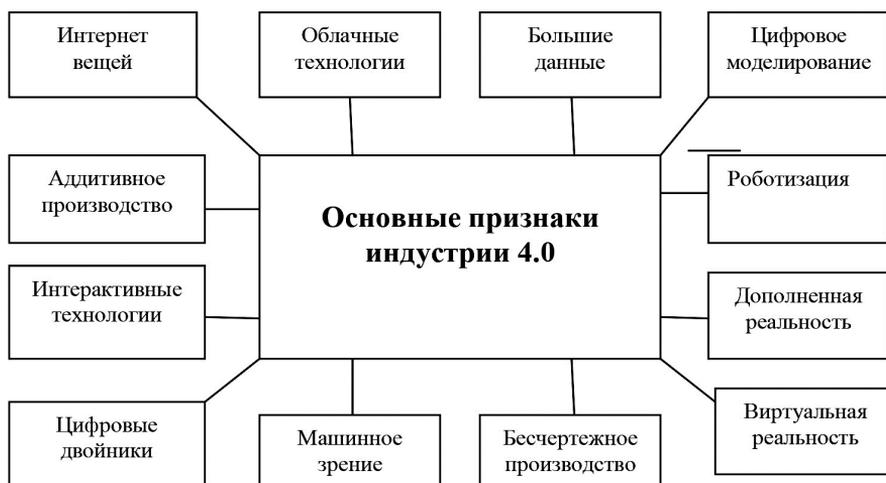 Интернет
вещей
Облачные
технологии
Большие
данные
Цифровое
моделирование
Аддитивное
производство
Основные признаки
индустрии 4.0
Роботизация
Интерактивные
технологии
Дополненная
реальность
Цифровые
двойники
Машинное
зрение
Бесчертежное
производство
Виртуальная
реальность